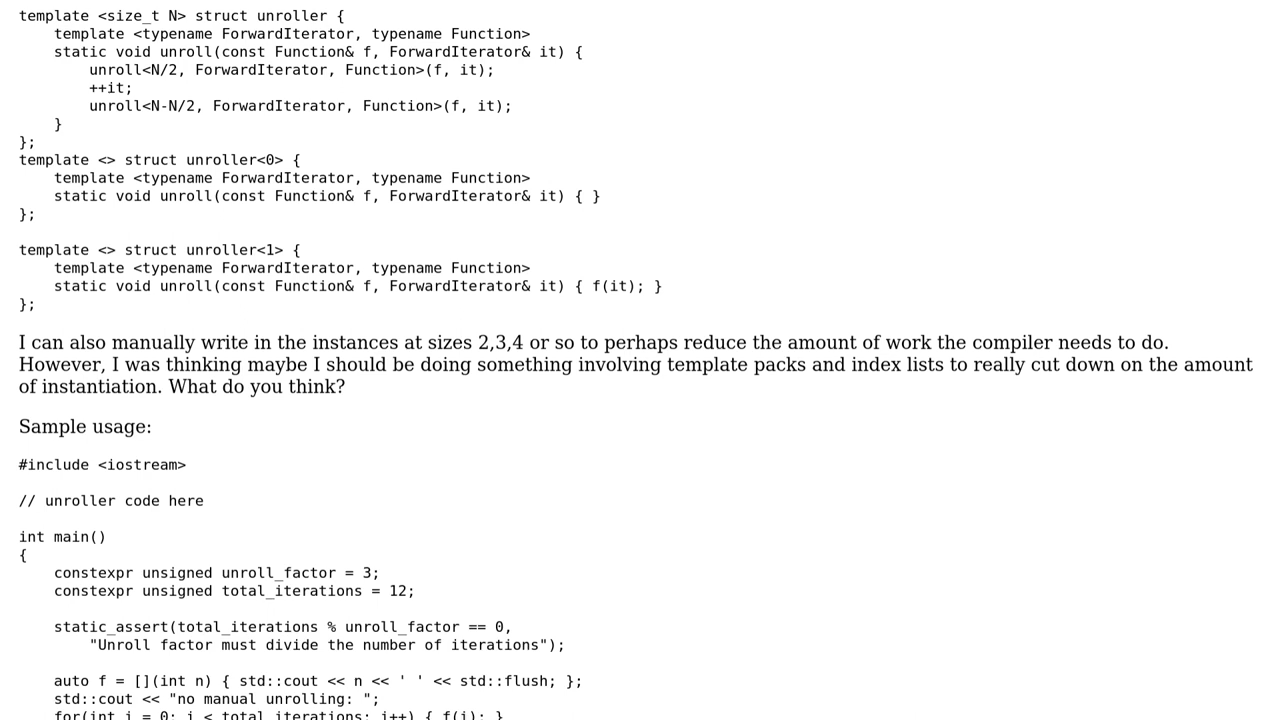 template <size_t N> struct unroller {
    template <typename ForwardIterator, typename Function>
    static void unroll(const Function& f, ForwardIterator& it) {
        unroll<N/2, ForwardIterator, Function>(f, it);
        ++it;
        unroll<N-N/2, ForwardIterator, Function>(f, it);
    }
};
template <> struct unroller<0> {
    template <typename ForwardIterator, typename Function>
    static void unroll(const Function& f, ForwardIterator& it) { }
};

template <> struct unroller<1> {
    template <typename ForwardIterator, typename Function>
    static void unroll(const Function& f, ForwardIterator& it) { f(it); }
};

I can also manually write in the instances at sizes 2,3,4 or so to perhaps reduce the amount of work the compiler needs to do.
However, I was thinking maybe I should be doing something involving template packs and index lists to really cut down on the amount
of instantiation. What do you think?

Sample usage:

#include <iostream>

// unroller code here

int main()
{
    constexpr unsigned unroll_factor = 3;
    constexpr unsigned total_iterations = 12;

    static_assert(total_iterations % unroll_factor == 0,
        "Unroll factor must divide the number of iterations");

    auto f = [](int n) { std::cout << n << ' ' << std::flush; };
    std::cout << "no manual unrolling: ";
    for(int i = 0; i < total_iterations; i++) { f(i); }